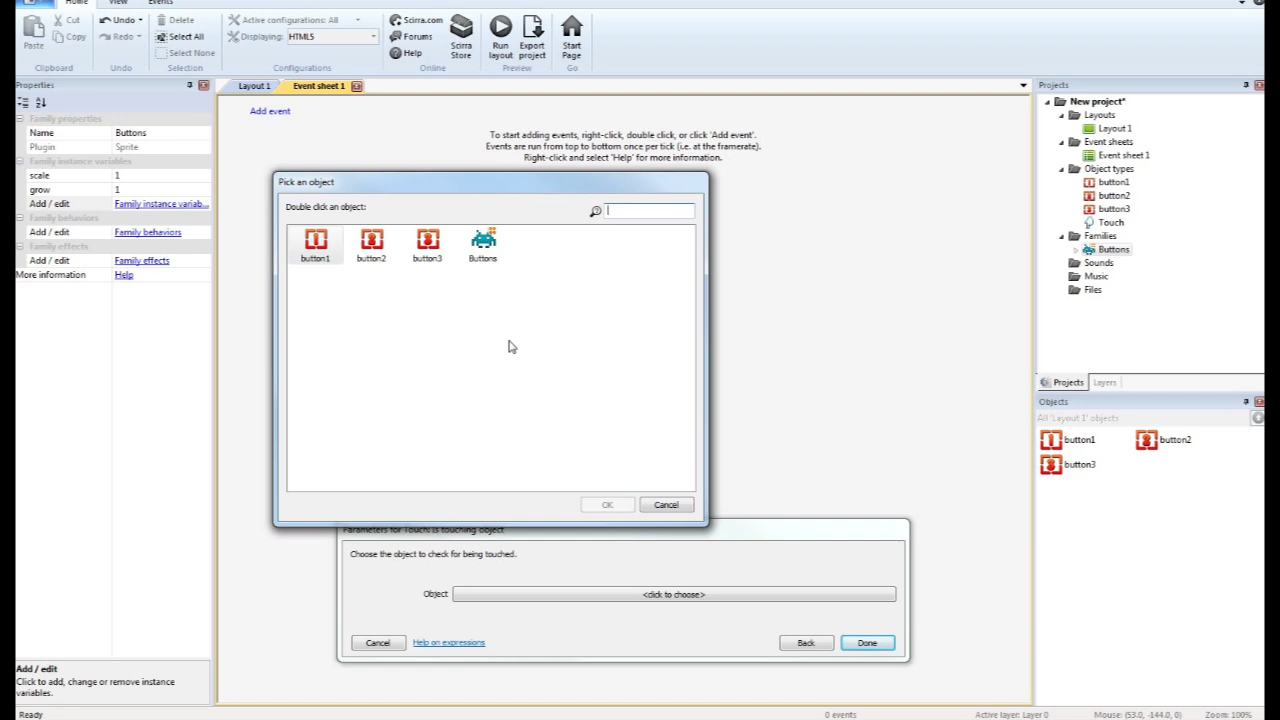 Home View Events
Paste
Cut
Copy
Clipboard
Undo
Redo
Undo
Delete
Select All
Select None
Selection
Active configurations: All
Displaying: HTML5
Configurations
Scirra.com
Forums
Help
Scirra Store
Online
Run layout
Export project
Preview
Start Page
Go
Properties
Family properties
Name Buttons
Plugin Sprite
Family instance variables
scale 1
grow 1
Add / edit Family instance variab...
Family behaviors
Add / edit Family behaviors
Family effects
Add / edit Family effects
More information Help
Add / edit
Click to add, change or remove instance
variables.
Layout 1 Event sheet 1
Add event
To start adding events, right-click, double click, or click 'Add event'.
Events are run from top to bottom once per tick (i.e. at the framerate).
Right-click and select 'Help' for more information.
Pick an object
Double click an object:
button1 button2 button3 Buttons
OK Cancel
Parameters for Touch: Is touching object
Choose the object to check for being touched.
Object <click to choose>
Cancel Help on expressions Back Done
Projects
New project*
Layouts
Layout 1
Event sheets
Event sheet 1
Object types
button1
button2
button3
Touch
Families
Buttons
Sounds
Music
Files
Projects Layers
Objects
All 'Layout 1' objects
button1 button2
button3
Ready 0 events Active layer: Layer 0 Mouse: (53.0, -144.0, 0) Zoom: 100%